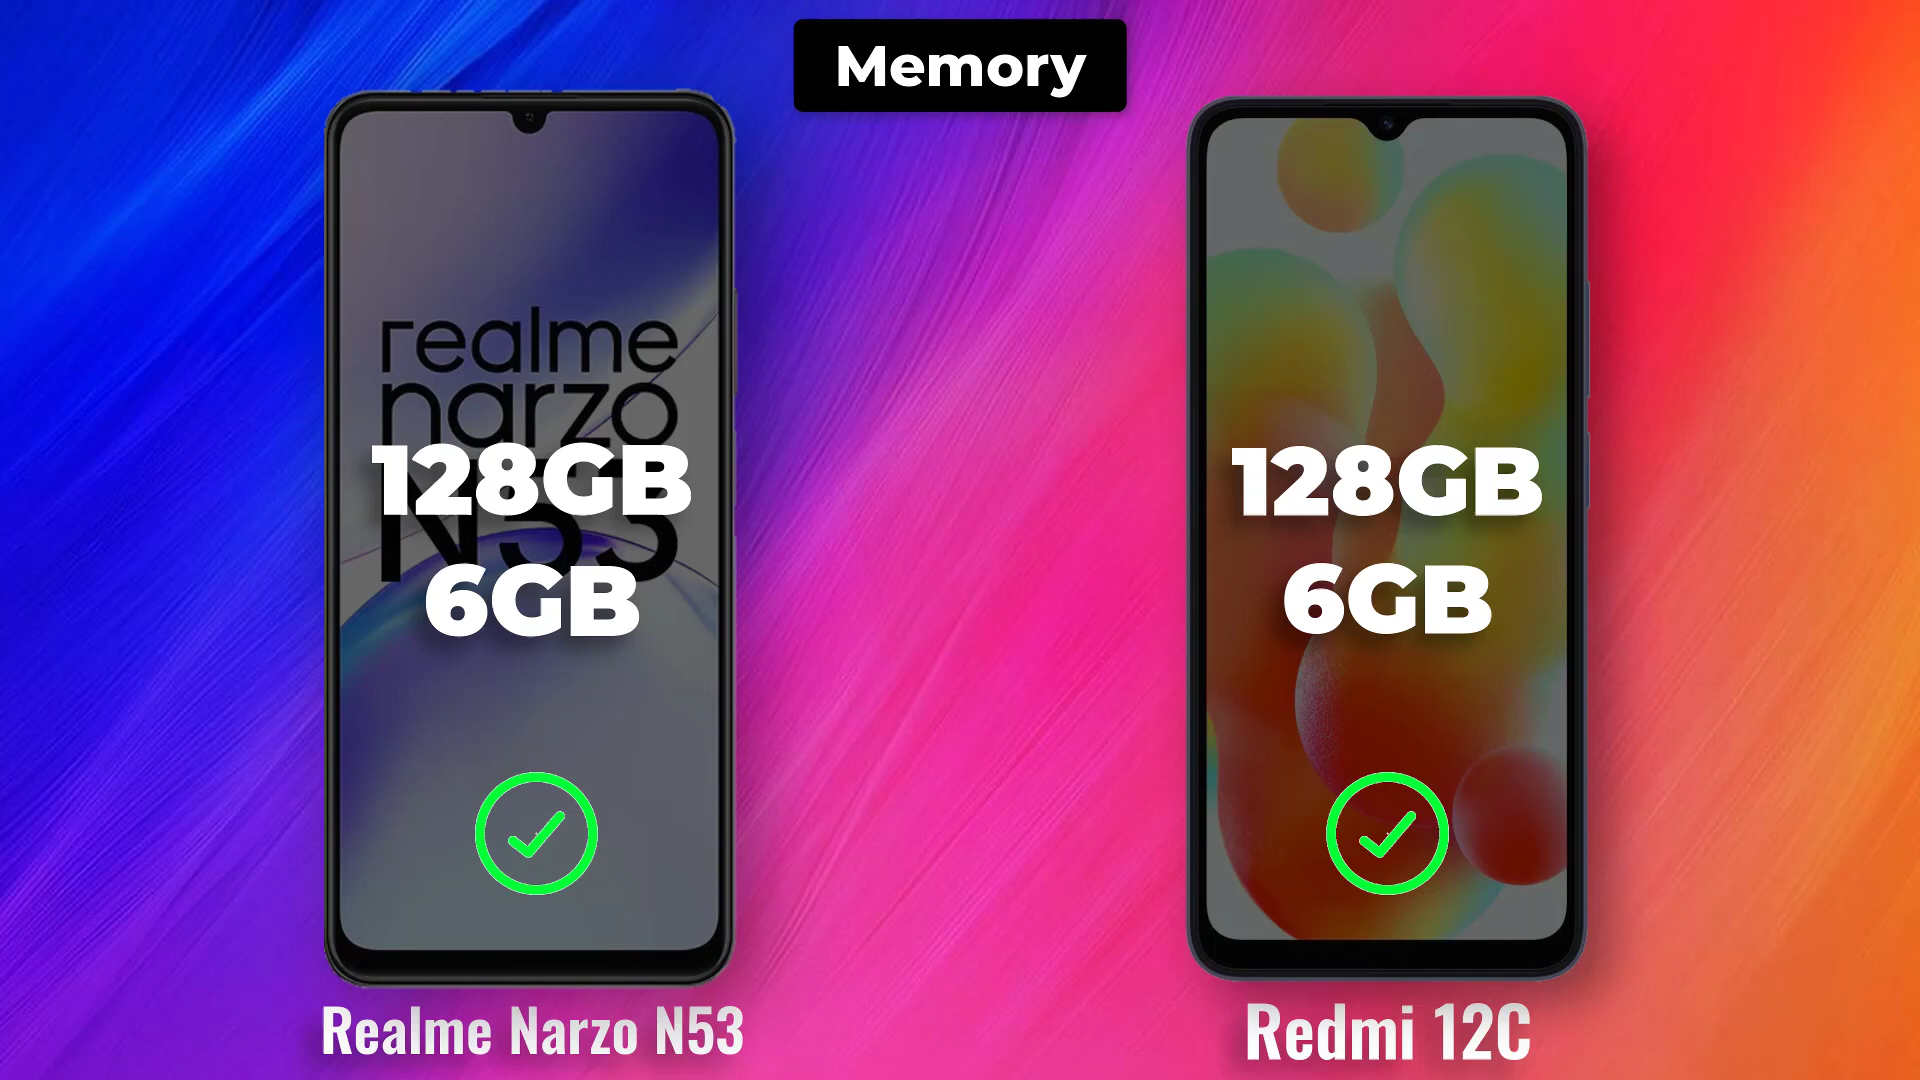 Memory
realme
narzo
N53
128GB
6GB
128GB
6GB
Realme Narzo N53
Redmi 12C